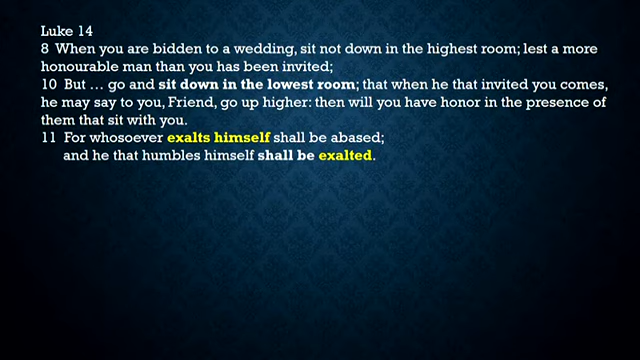 Luke 14
8 When you are bidden to a wedding, sit not down in the highest room; lest a more
honourable man than you has been invited;
10 But … go and sit down in the lowest room; that when he that invited you comes,
he may say to you, Friend, go up higher: then will you have honor in the presence of
them that sit with you.
11 For whosoever exalts himself shall be abased;
and he that humbles himself shall be exalted.